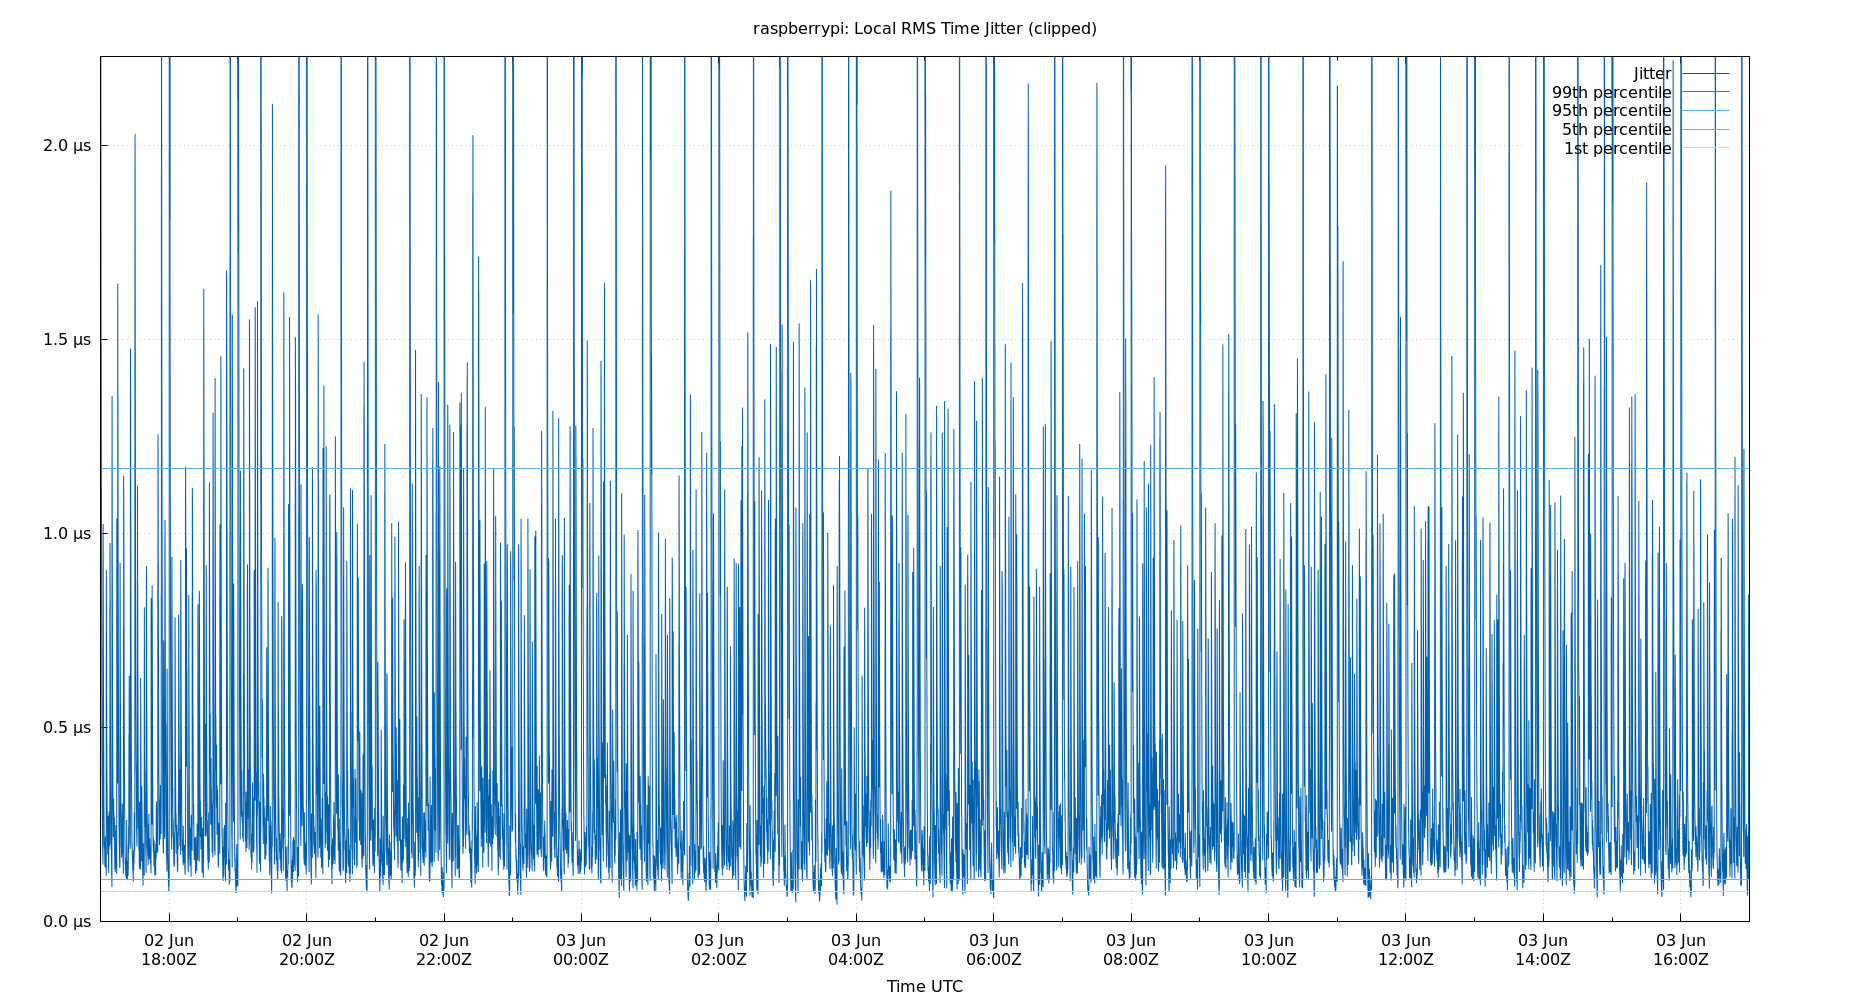 raspberrypi: Local RMS Time Jitter (clipped)
Jitter
99th percentile
95th percentile
5th percentile
1st percentile
2.0 µs
1.5 µs
1.0 µs
0.5 µs
0.0 µs
02 Jun 02 Jun 02 Jun 03 Jun 03 Jun 03 Jun 03 Jun 03 Jun 03 Jun 03 Jun 03 Jun 03 Jun
18:00Z 20:00Z 22:00Z 00:00Z 02:00Z 04:00Z 06:00Z 08:00Z 10:00Z 12:00Z 14:00Z 16:00Z
Time UTC